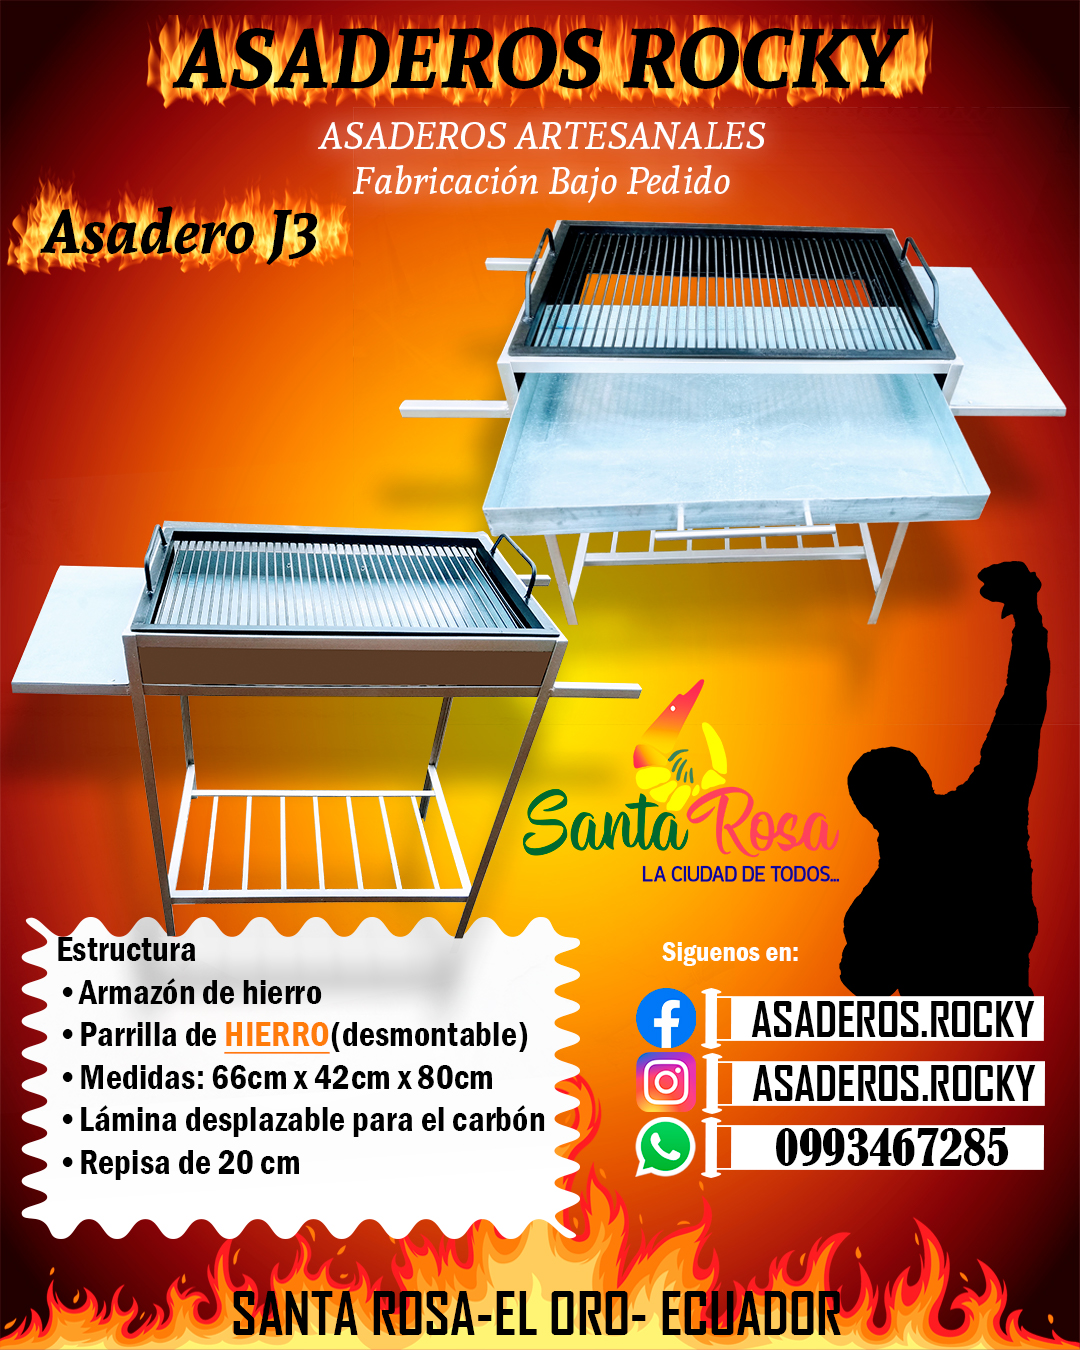 ASADEROS ROCKY
ASADEROS ARTESANALES
Fabricación Bajo Pedido
Asadero J3
Santa Rosa
LA CIUDAD DE TODOS...
Estructura
• Armazón de hierro
• Parrilla de HIERRO(desmontable)
• Medidas: 66cm x 42cm x 80cm
• Lámina desplazable para el carbón
• Repisa de 20 cm
Siguenos en:
ASADEROS.ROCKY
ASADEROS.ROCKY
0993467285
SANTA ROSA-EL ORO- ECUADOR